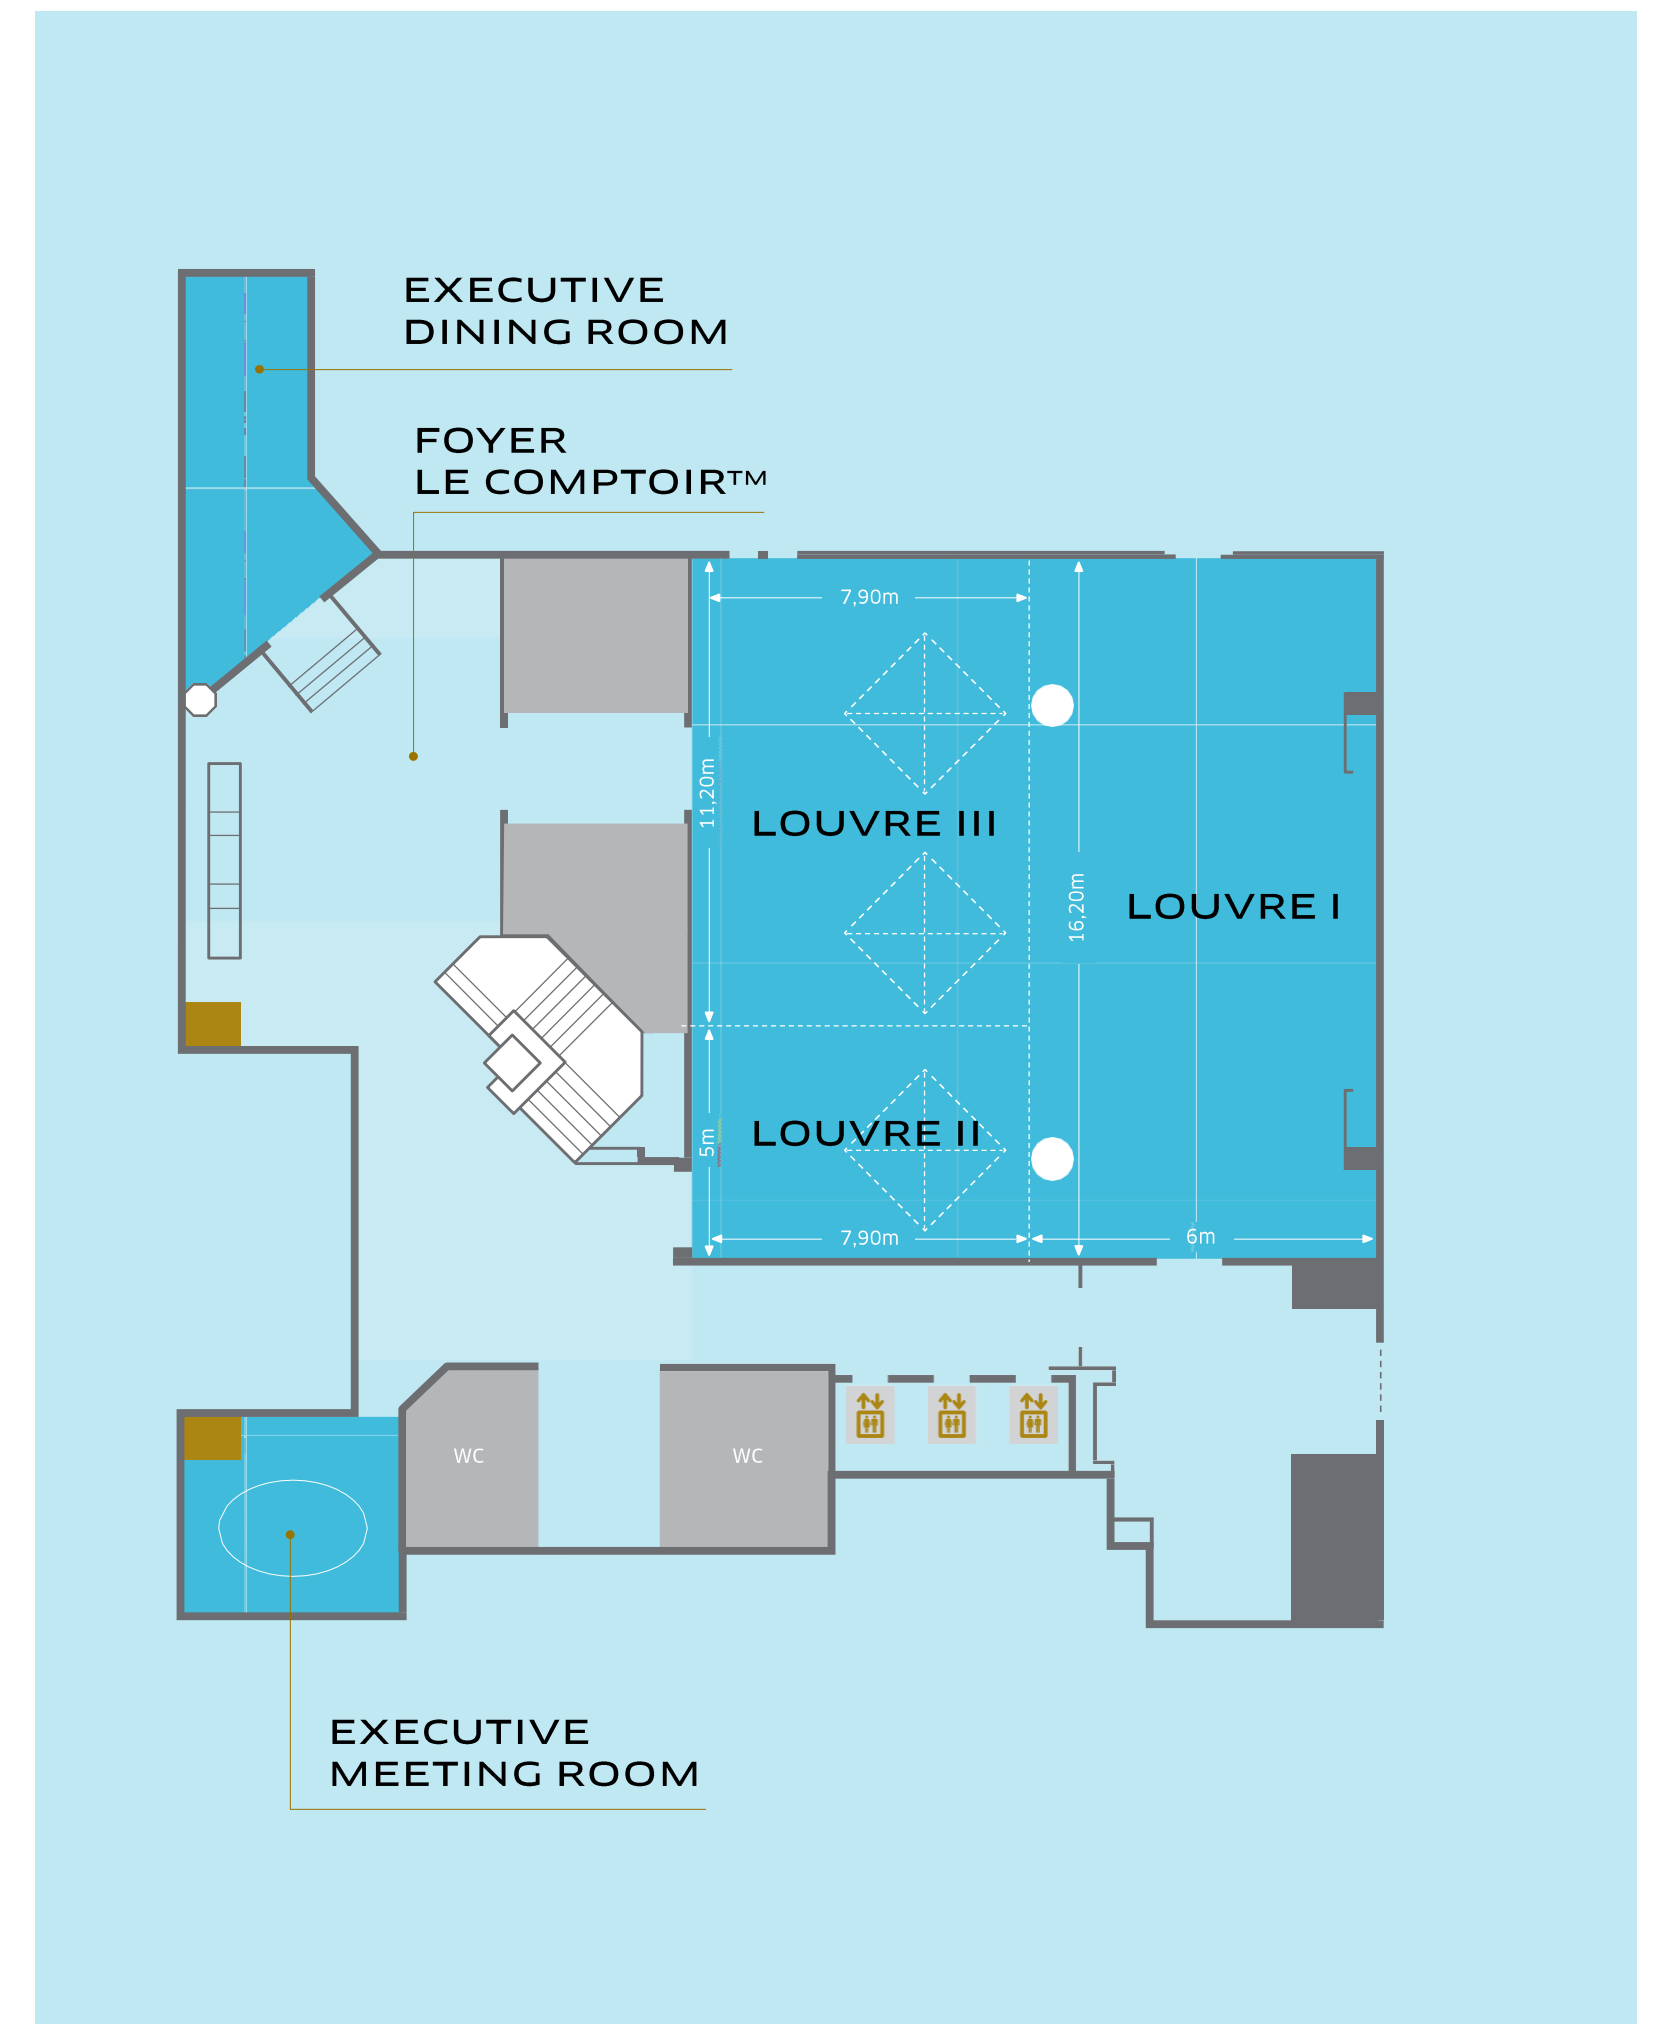 EXECUTIVE
DINING ROOM
FOYER
LE COMPTOIR™
7,90m
11,20m
LOUVRE III
16,20m
LOUVRE I
5m
LOUVRE II
7,90m
6m
WC
WC
EXECUTIVE
MEETING ROOM